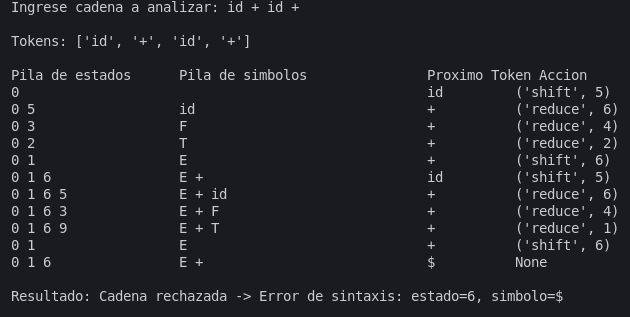 Ingrese cadena a analizar: id + id +
Tokens: ['id', '+', 'id', '+']
Pila de estados Pila de simbolos Proximo Token Accion
0 id ('shift', 5)
0 5 id + ('reduce', 6)
0 3 F + ('reduce', 4)
0 2 T + ('reduce', 2)
0 1 E + ('shift', 6)
0 1 6 E + id ('shift', 5)
0 1 6 5 E + id + ('reduce', 6)
0 1 6 3 E + F + ('reduce', 4)
0 1 6 9 E + T + ('reduce', 1)
0 1 E + ('shift', 6)
0 1 6 E + $ None
Resultado: Cadena rechazada -> Error de sintaxis: estado=6, simbolo=$